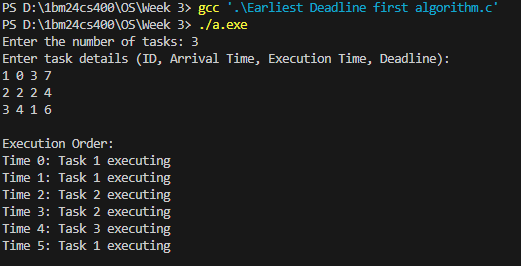 PS D:\1bm24cs400\OS\Week 3> gcc '.\Earliest Deadline first algorithm.c'
PS D:\1bm24cs400\OS\Week 3> ./a.exe
Enter the number of tasks: 3
Enter task details (ID, Arrival Time, Execution Time, Deadline):
1 0 3 7
2 2 2 4
3 4 1 6
Execution Order:
Time 0: Task 1 executing
Time 1: Task 1 executing
Time 2: Task 2 executing
Time 3: Task 2 executing
Time 4: Task 3 executing
Time 5: Task 1 executing